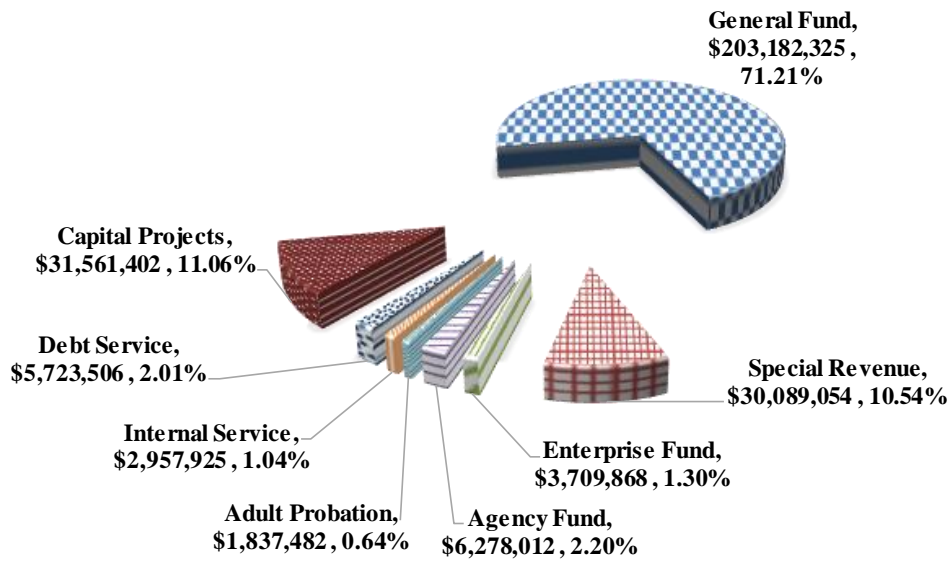 General Fund,
$203,182,325 ,
71.21%
Capital Projects,
$31,561,402 , 11.06%
Debt Service,
$5,723,506 , 2.01%
Special Revenue,
$30,089,054 , 10.54%
Internal Service,
$2,957,925 , 1.04%
Enterprise Fund,
$3,709,868 , 1.30%
Adult Probation,
$1,837,482 , 0.64%
Agency Fund,
$6,278,012 , 2.20%